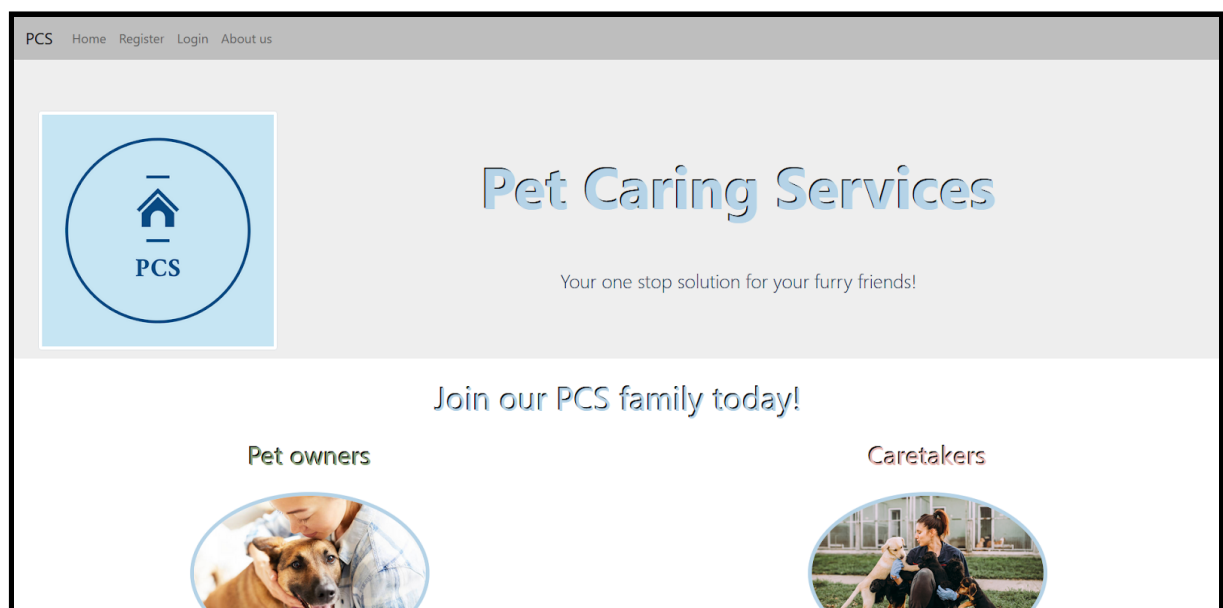 PCS Home Register Login About us
PCS
Pet Caring Services
Your one stop solution for your furry friends!
Join our PCS family today!
Pet owners
Caretakers